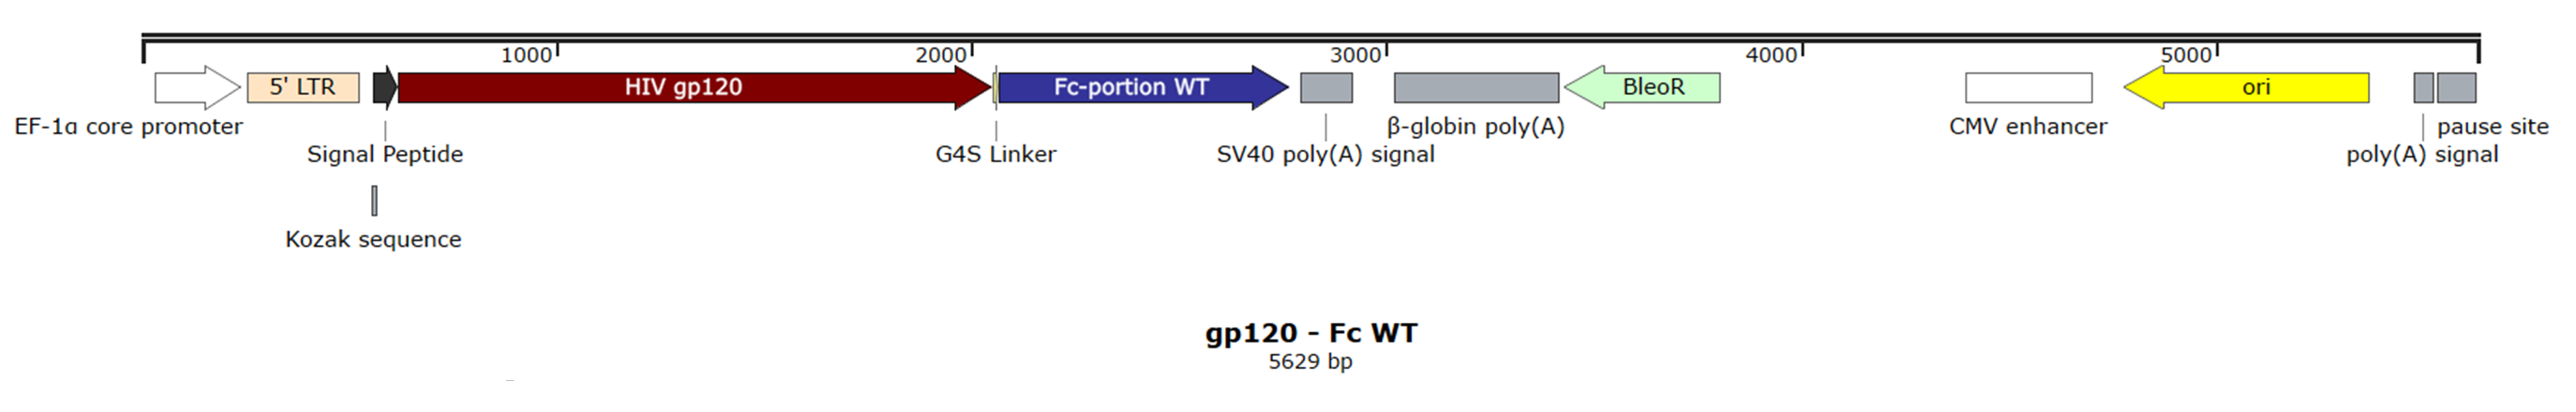 1000 2000 3000 4000 5000
5' LTR HIV gp120 Fc-portion WT BleoR ori
EF-1α core promoter β-globin poly(A) CMV enhancer pause site
Signal Peptide G4S Linker SV40 poly(A) signal poly(A) signal
Kozak sequence
gp120 - Fc WT
5629 bp